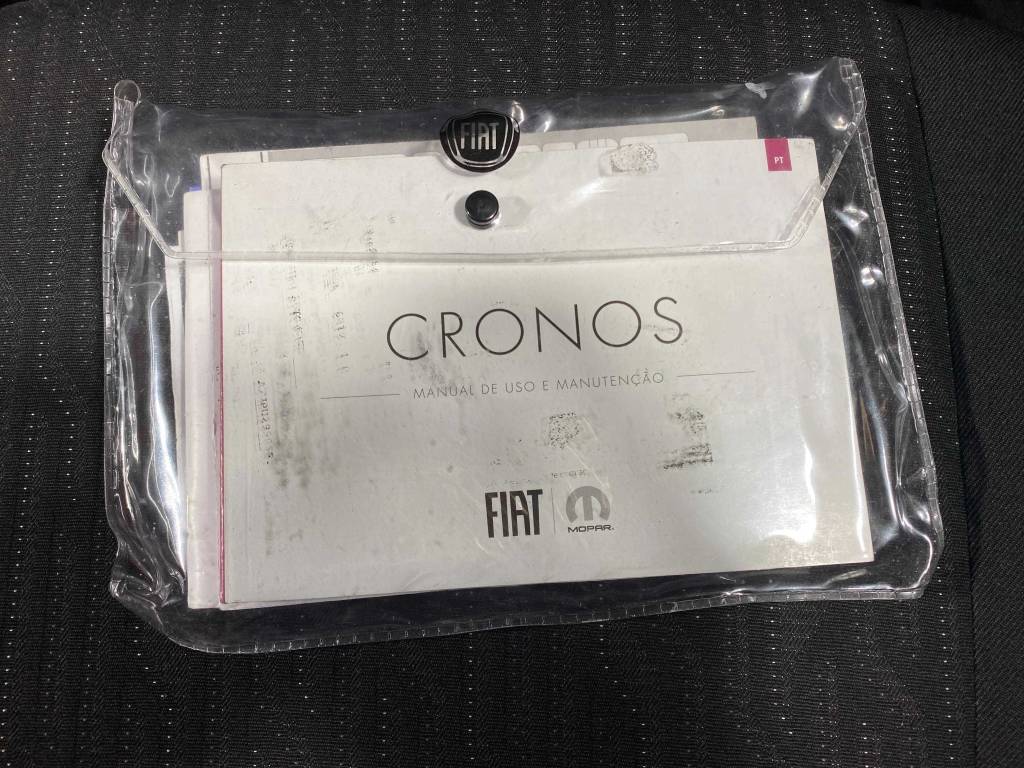 FIAT
PT
CRONOS
MANUAL DE USO E MANUTENÇÃO
FIAT
MOPAR.